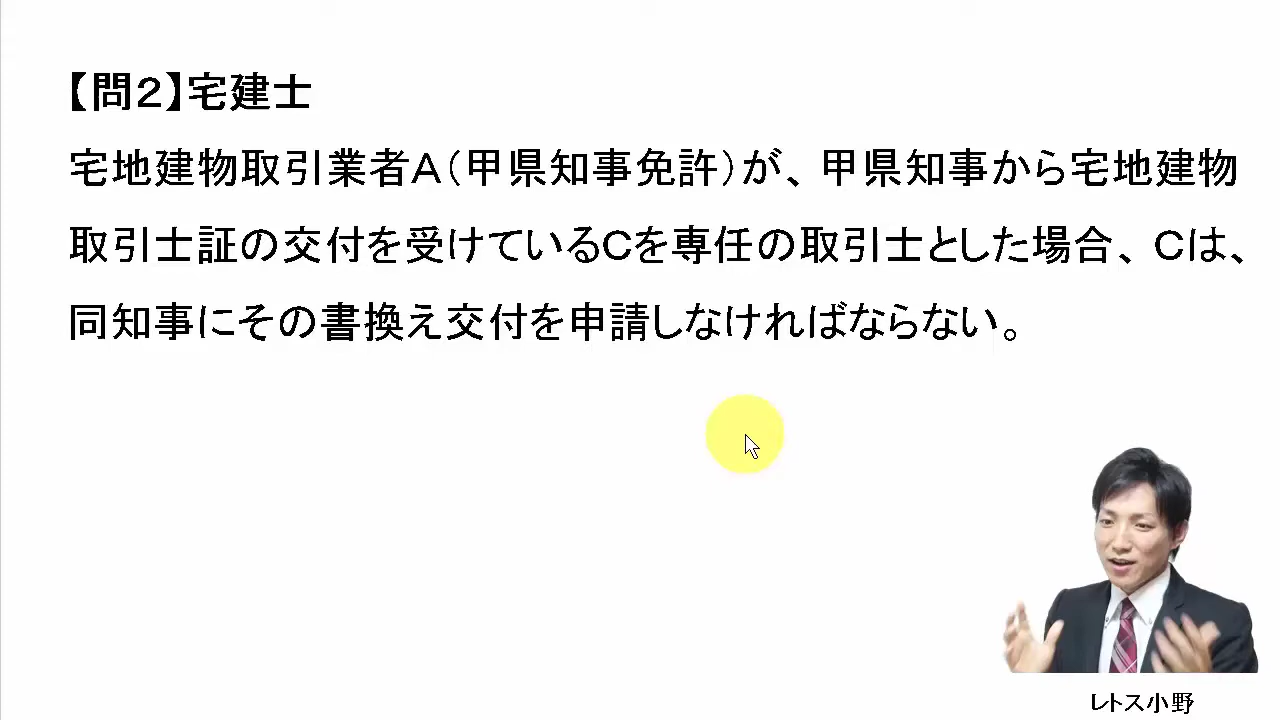 【問２】宅建士
宅地建物取引業者Ａ（甲県知事免許）が、甲県知事から宅地建物
取引士証の交付を受けているＣを専任の取引士とした場合、Ｃは、
同知事にその書換え交付を申請しなければならない。
レトス小野